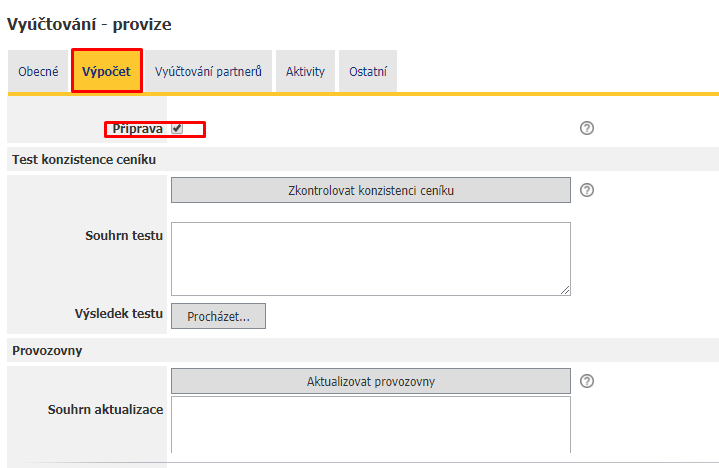 Vyúčtování - provize
Obecné Výpočet Vyúčtování partnerů Aktivity Ostatní
Příprava
Test konzistence ceníku
Zkontrolovat konzistenci ceníku
Souhrn testu
Výsledek testu Procházet...
Provozovny
Aktualizovat provozovny
Souhrn aktualizace